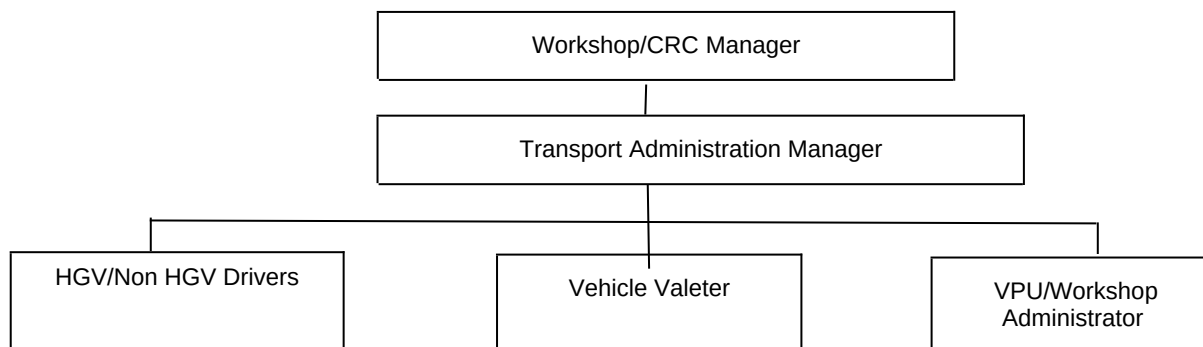 Workshop/CRC Manager
Transport Administration Manager
HGV/Non HGV Drivers
Vehicle Valeter
VPU/Workshop
Administrator